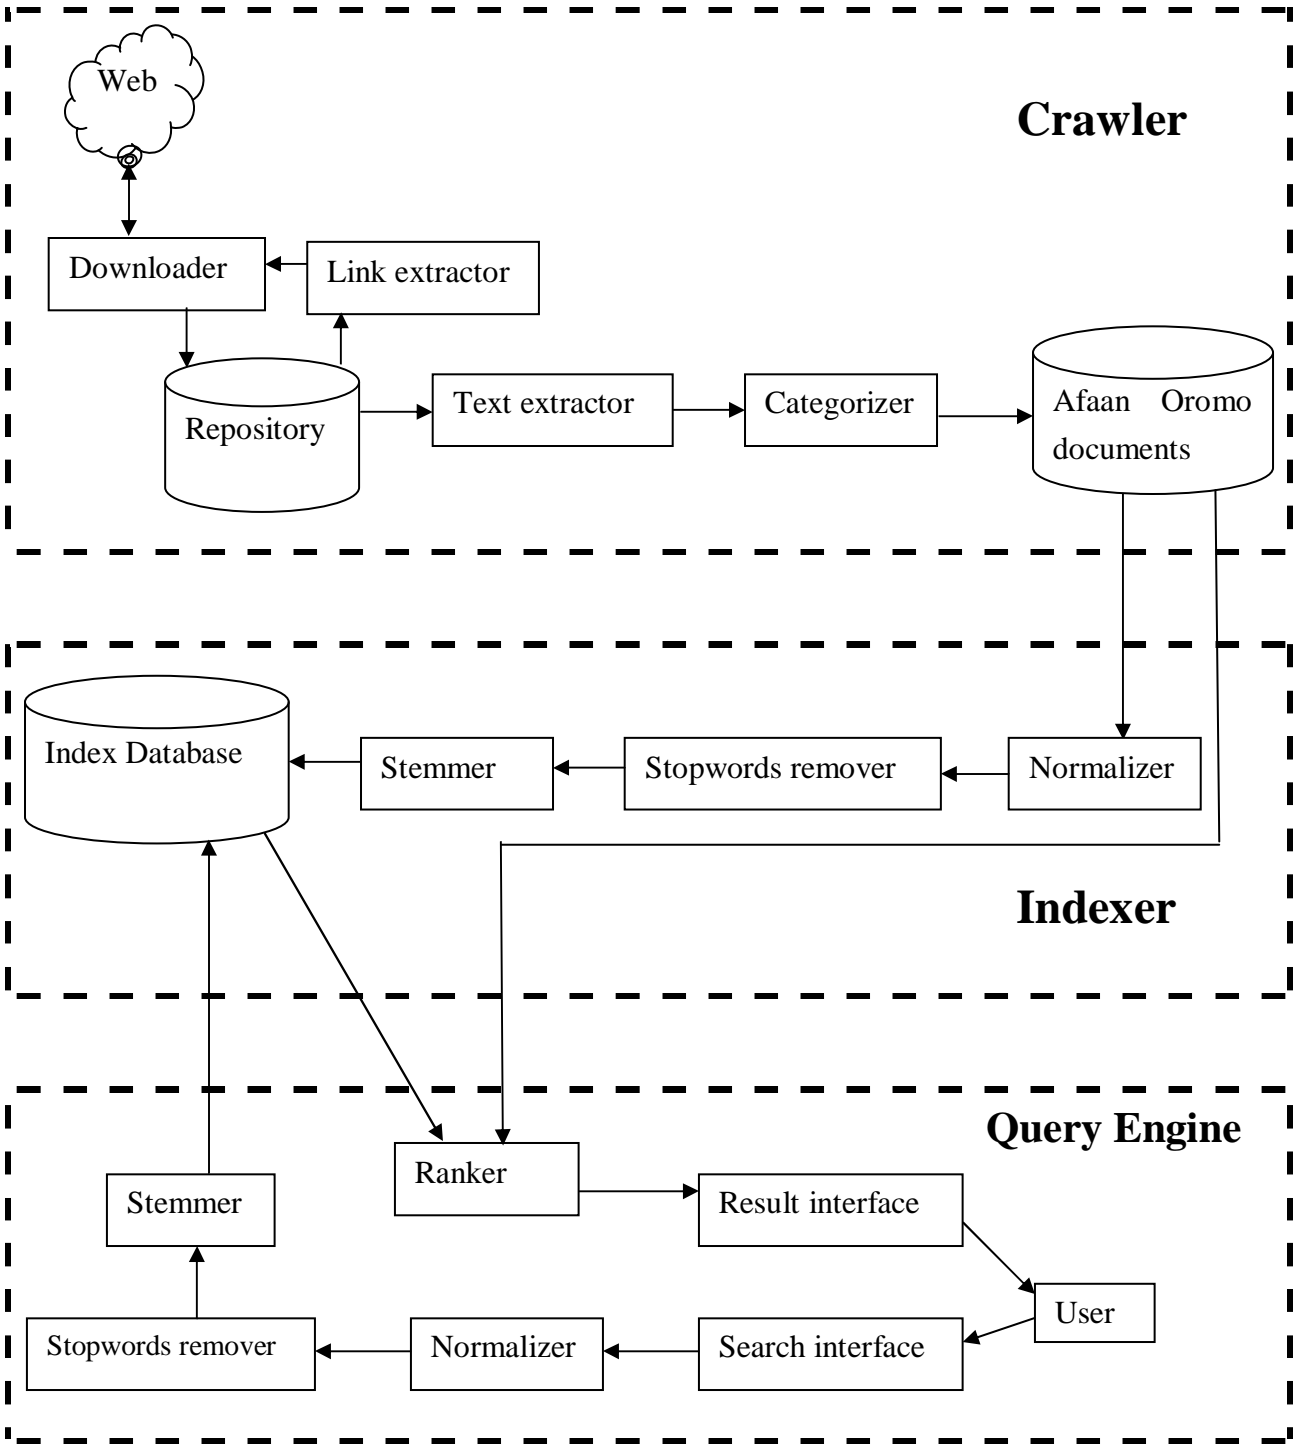 Web
Crawler
Downloader
Link extractor
Repository
Text extractor
Categorizer
Afaan Oromo
documents
Index Database
Stemmer
Stopwords remover
Normalizer
Indexer
Query Engine
Ranker
Stemmer
Result interface
User
Stopwords remover
Normalizer
Search interface